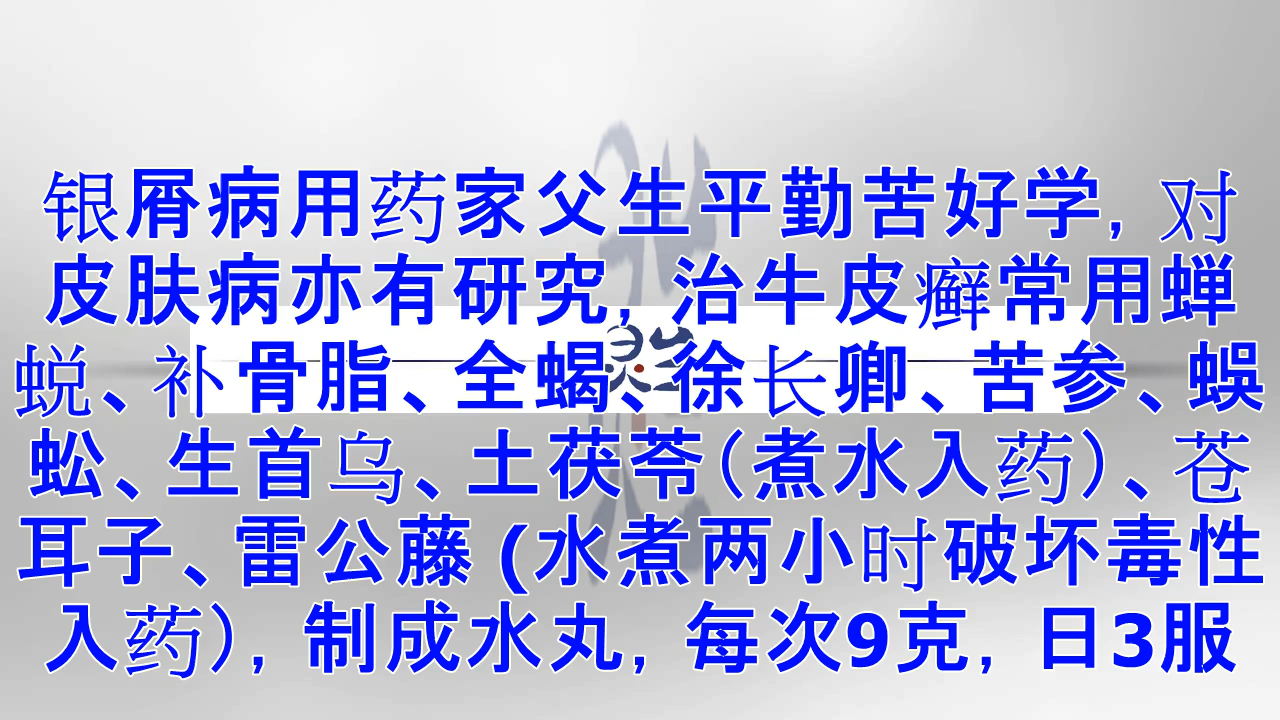 银屑病用药家父生平勤苦好学，对
皮肤病亦有研究，治牛皮癣常用蝉
蜕、补骨脂、全蝎、徐长卿、苦参、蜈
蚣、生首乌、土茯苓（煮水入药）、苍
耳子、雷公藤 (水煮两小时破坏毒性
入药），制成水丸，每次9克，日3服